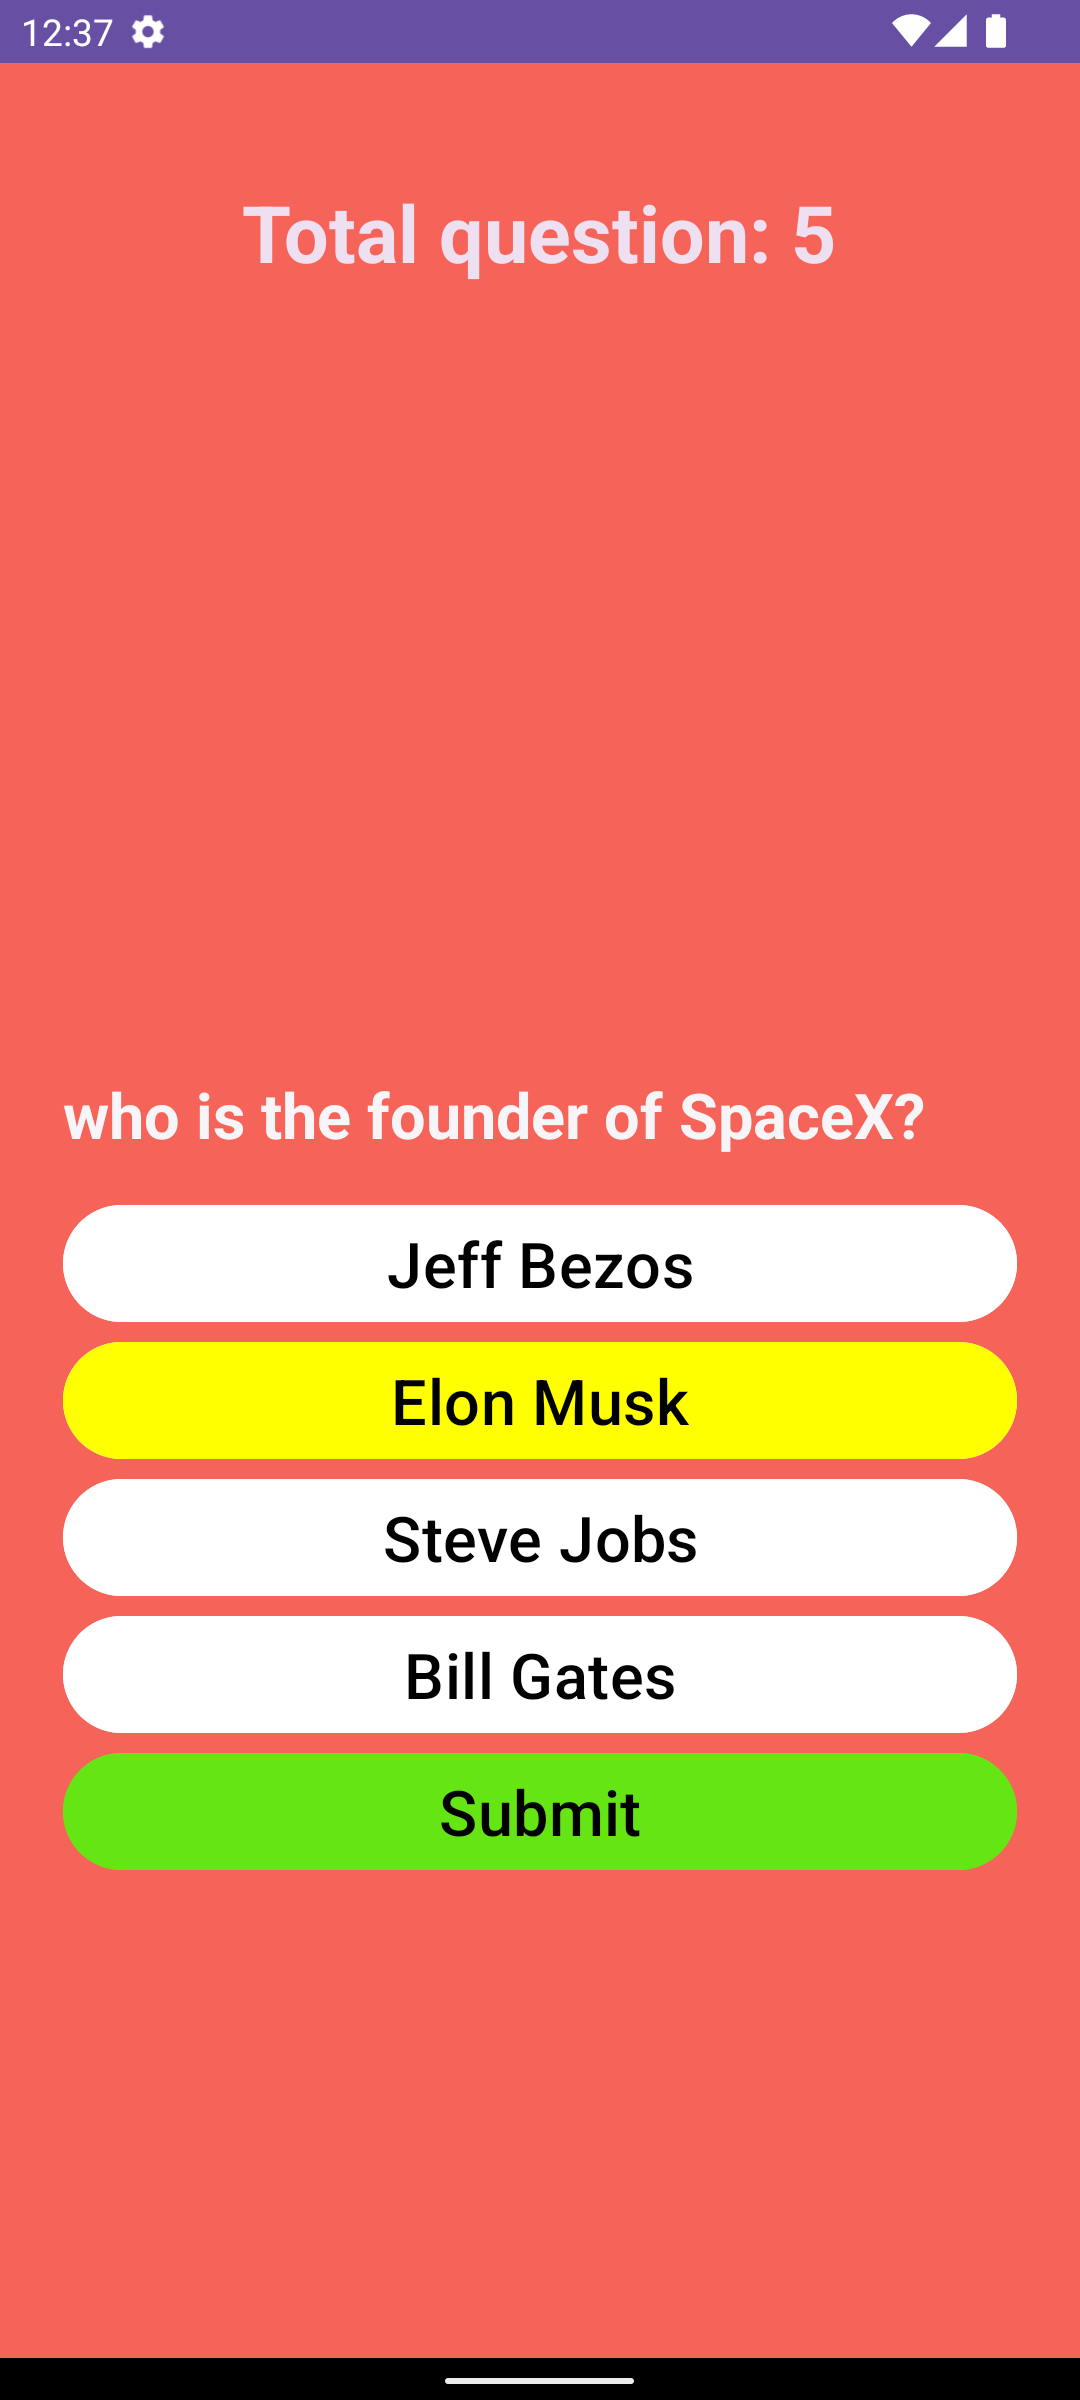 12:37
Total question: 5
who is the founder of SpaceX?
Jeff Bezos
Elon Musk
Steve Jobs
Bill Gates
Submit